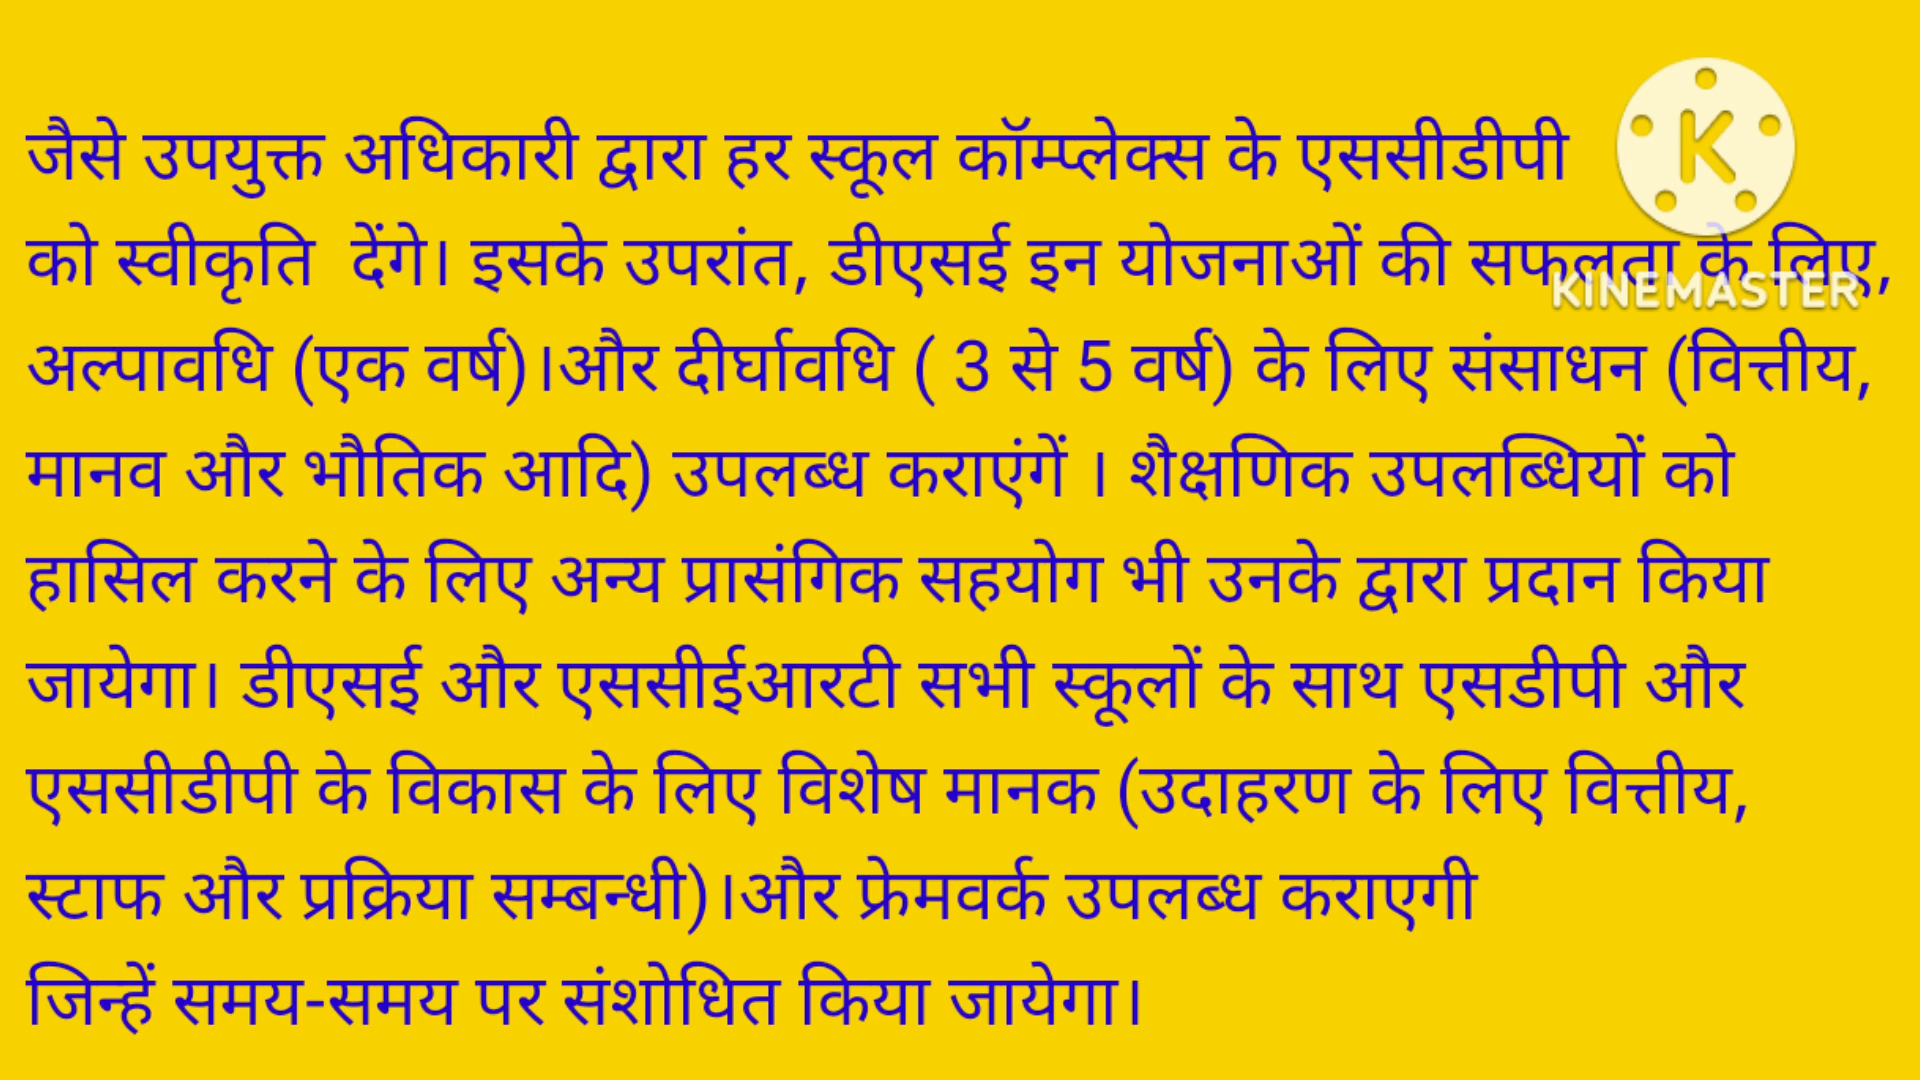 जैसे उपयुक्त अधिकारी द्वारा हर स्कूल कॉम्प्लेक्स के एससीडीपी
को स्वीकृति देंगे। इसके उपरांत, डीएसई इन योजनाओं की सफलता के लिए,
अल्पावधि (एक वर्ष)।और दीर्घावधि ( 3 से 5 वर्ष) के लिए संसाधन (वित्तीय,
मानव और भौतिक आदि) उपलब्ध कराएंगें । शैक्षणिक उपलब्धियों को
हासिल करने के लिए अन्य प्रासंगिक सहयोग भी उनके द्वारा प्रदान किया
जायेगा। डीएसई और एससीईआरटी सभी स्कूलों के साथ एसडीपी और
एससीडीपी के विकास के लिए विशेष मानक (उदाहरण के लिए वित्तीय,
स्टाफ और प्रक्रिया सम्बन्धी)।और फ्रेमवर्क उपलब्ध कराएगी
जिन्हें समय-समय पर संशोधित किया जायेगा।
K
KINEMASTER